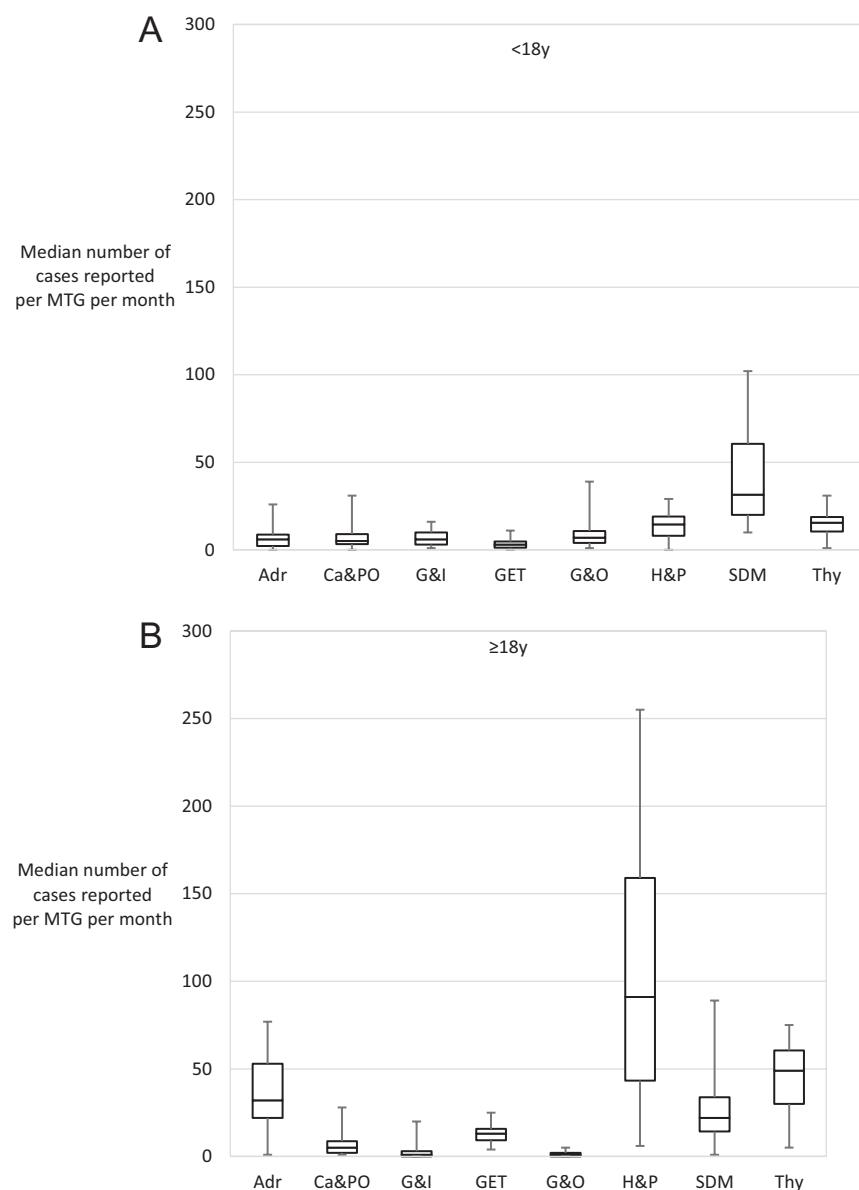 A
<18y
300
250
200
150
100
50
0
Median number of
cases reported
per MTG per month
Adr Ca&PO G&I GET G&O H&P SDM Thy
B
≥18y
300
250
200
150
100
50
0
Median number of
cases reported
per MTG per month
Adr Ca&PO G&I GET G&O H&P SDM Thy